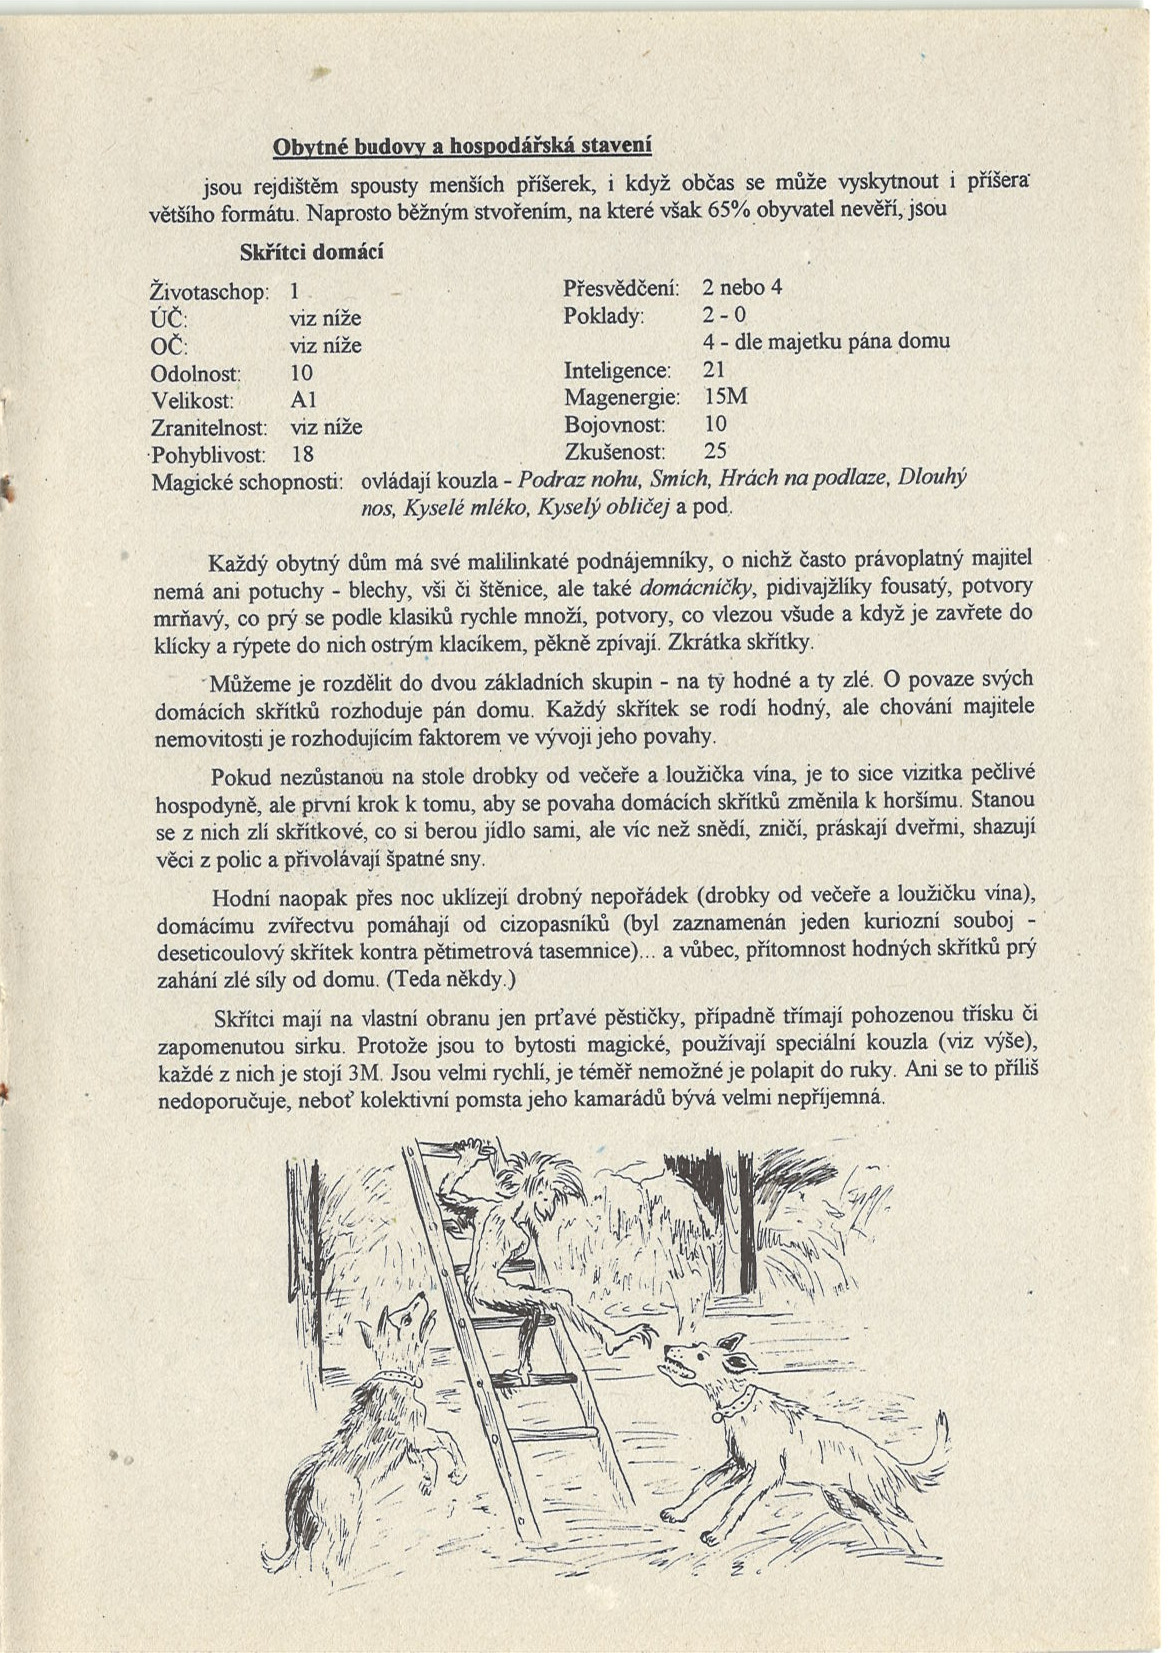 Obytné budovy a hospodářská stavení
jsou rejdištěm spousty menších příšerek, i když občas se může vyskytnout i příšera
většího formátu. Naprosto běžným stvořením, na které však 65% obyvatel nevěří, jsou
Skřítci domácí
Životaschop: 1 Přesvědčení: 2 nebo 4
ÚČ: viz níže Poklady: 2 - 0
OČ: viz níže 4 - dle majetku pána domu
Odolnost: 10 Inteligence: 21
Velikost: A1 Magenergie: 15M
Zranitelnost: viz níže Bojovnost: 10
Pohyblivost: 18 Zkušenost: 25
Magické schopnosti: ovládají kouzla - Podraz nohu, Smích, Hrách na podlaze, Dlouhý
nos, Kyselé mléko, Kyselý obličej a pod.
Každý obytný dům má své malilinkaté podnájemníky, o nichž často právoplatný majitel
nemá ani potuchy - blechy, vši či štěnice, ale také domácníčky, pidivajžlíky fousatý, potvory
mrňavý, co prý se podle klasiků rychle množí, potvory, co vlezou všude a když je zavřete do
klícky a rýpete do nich ostrým klacíkem, pěkně zpívají. Zkrátka skřítky.
Můžeme je rozdělit do dvou základních skupin - na ty hodné a ty zlé. O povaze svých
domácích skřítků rozhoduje pán domu. Každý skřítek se rodí hodný, ale chování majitele
nemovitosti je rozhodujícím faktorem ve vývoji jeho povahy.
Pokud nezůstanou na stole drobky od večeře a loužička vína, je to sice vizitka pečlivé
hospodyně, ale první krok k tomu, aby se povaha domácích skřítků změnila k horšímu. Stanou
se z nich zlí skřítkové, co si berou jídlo sami, ale víc než snědí, zničí, práskají dveřmi, shazují
věci z polic a přivolávají špatné sny.
Hodní naopak přes noc uklízejí drobný nepořádek (drobky od večeře a loužičku vína),
domácímu zvířectvu pomáhají od cizopasníků (byl zaznamenán jeden kuriozní souboj -
deseticoulový skřítek kontra pětimetrová tasemnice)... a vůbec, přítomnost hodných skřítků prý
zahání zlé síly od domu. (Teda někdy.)
Skřítci mají na vlastní obranu jen prťavé pěstičky, případně třímají pohozenou třísku či
zapomenutou sirku. Protože jsou to bytosti magické, používají speciální kouzla (viz výše),
každé z nich je stojí 3M. Jsou velmi rychlí, je téměř nemožné je polapit do ruky. Ani se to příliš
nedoporučuje, neboť kolektivní pomsta jeho kamarádů bývá velmi nepříjemná.